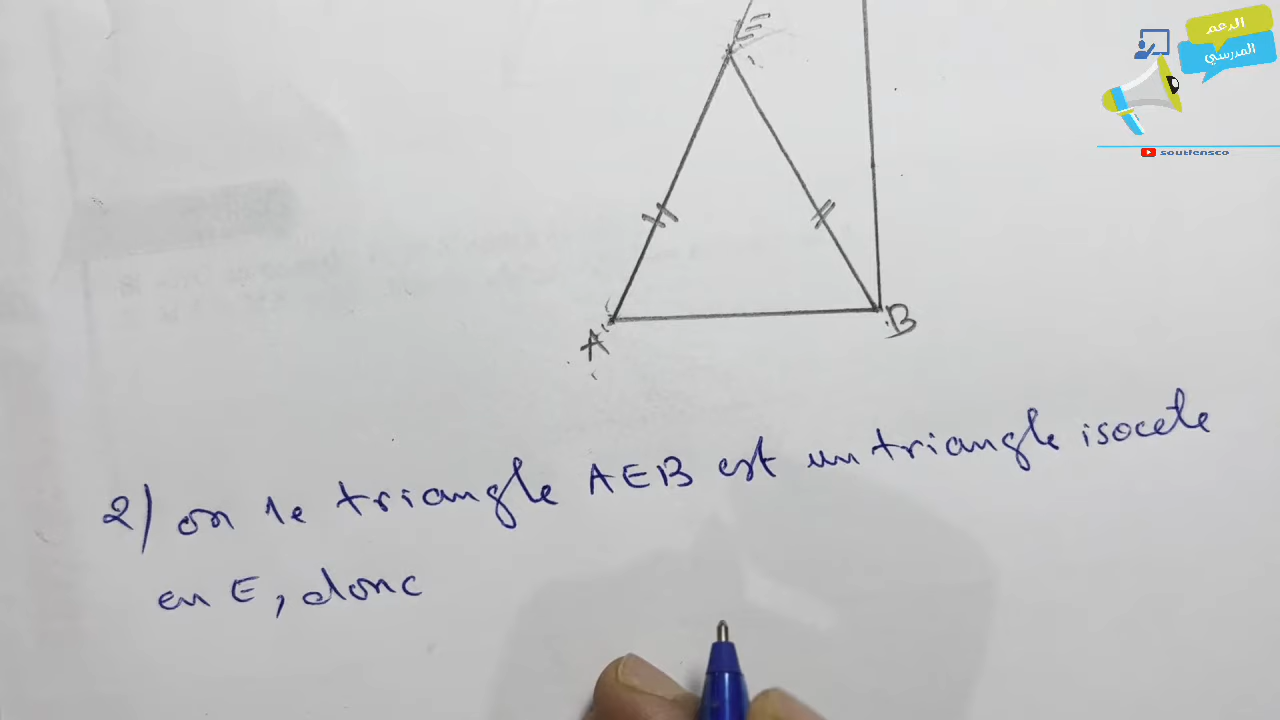 الدعم
المدرسي
soutiensco
E
A
B
2) on le triangle AEB est un triangle isocele
en E, donc